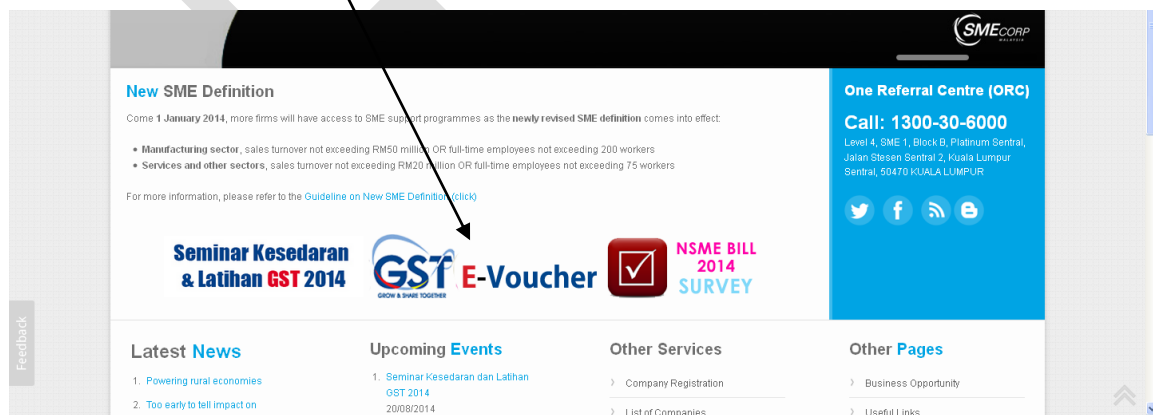 SMECORP
MALAYSIA
New SME Definition
Come 1 January 2014, more firms will have access to SME support programmes as the newly revised SME definition comes into effect:
Manufacturing sector, sales turnover not exceeding RM50 million OR full-time employees not exceeding 200 workers
Services and other sectors, sales turnover not exceeding RM20 million OR full-time employees not exceeding 75 workers
For more information, please refer to the Guideline on New SME Definition (click)
Seminar Kesedaran
& Latihan GST 2014
GST
GROW & SHARE TOGETHER
E-Voucher
NSME BILL
2014
SURVEY
One Referral Centre (ORC)
Call: 1300-30-6000
Level 4, SME 1, Block B, Platinum Sentral,
Jalan Stesen Sentral 2, Kuala Lumpur
Sentral, 50470 KUALA LUMPUR
Feedback
Latest News
1. Powering rural economies
2. Too early to tell impact on
Upcoming Events
1. Seminar Kesedaran dan Latihan
GST 2014
20/08/2014
Other Services
Company Registration
List of Companies
Other Pages
Business Opportunity
Useful Links